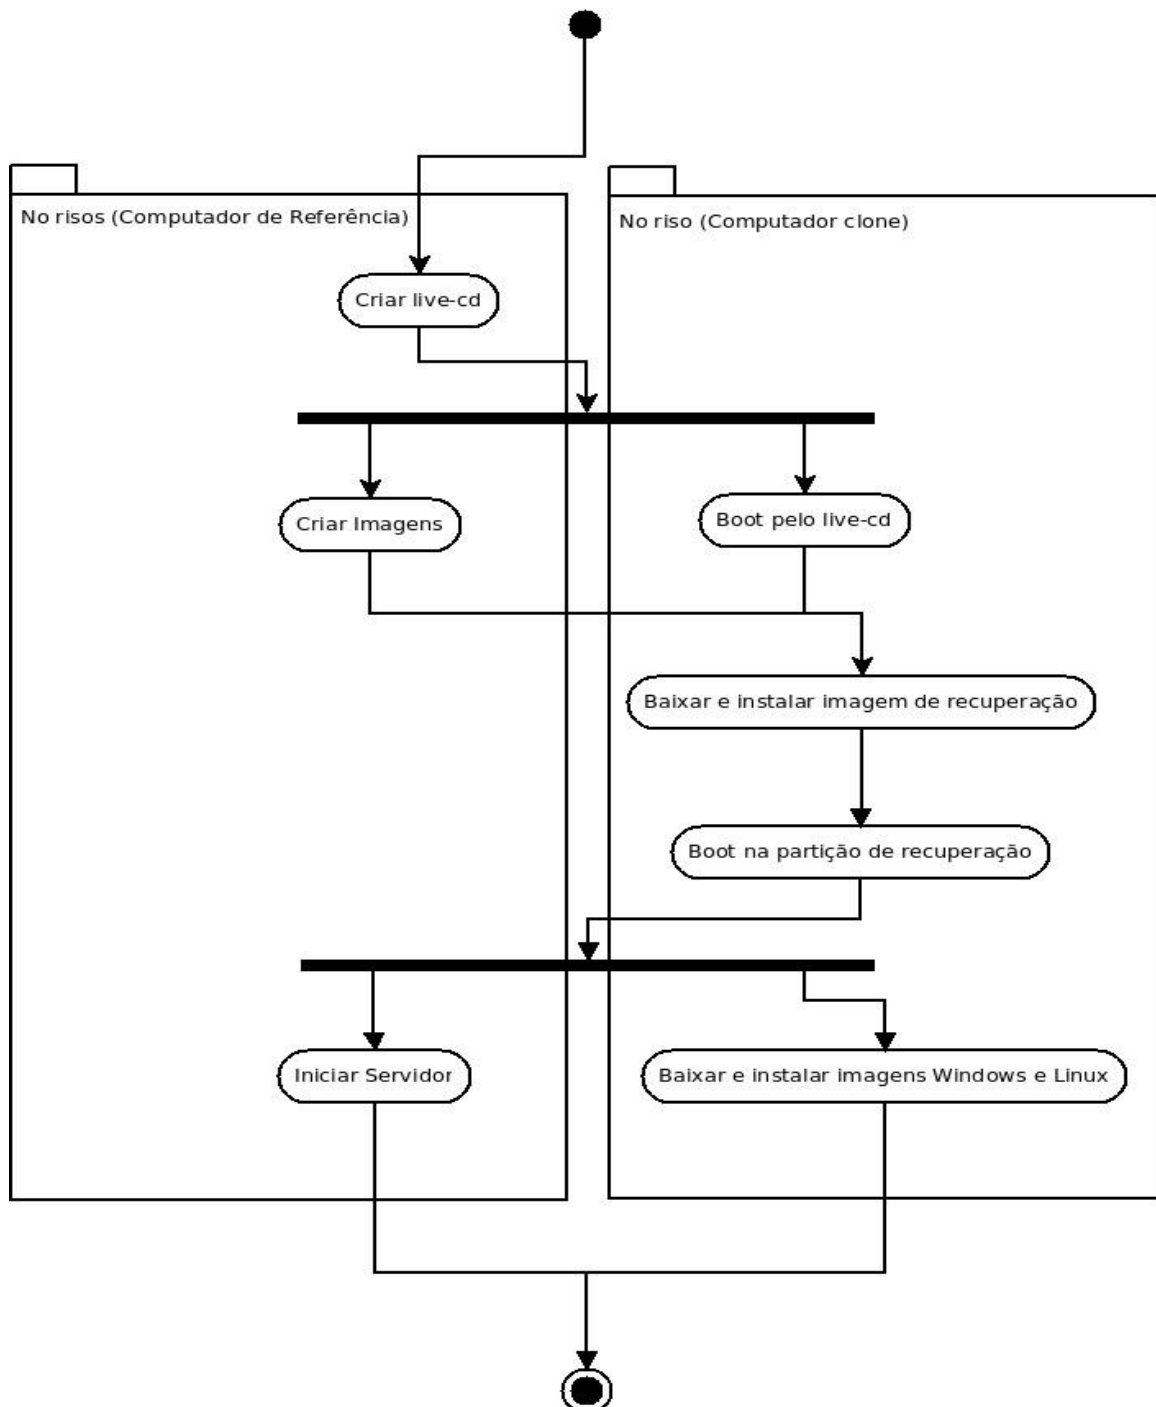 No risos (Computador de Referência)
No riso (Computador clone)
Criar live-cd
Criar Imagens
Boot pelo live-cd
Baixar e instalar imagem de recuperação
Boot na partição de recuperação
Iniciar Servidor
Baixar e instalar imagens Windows e Linux